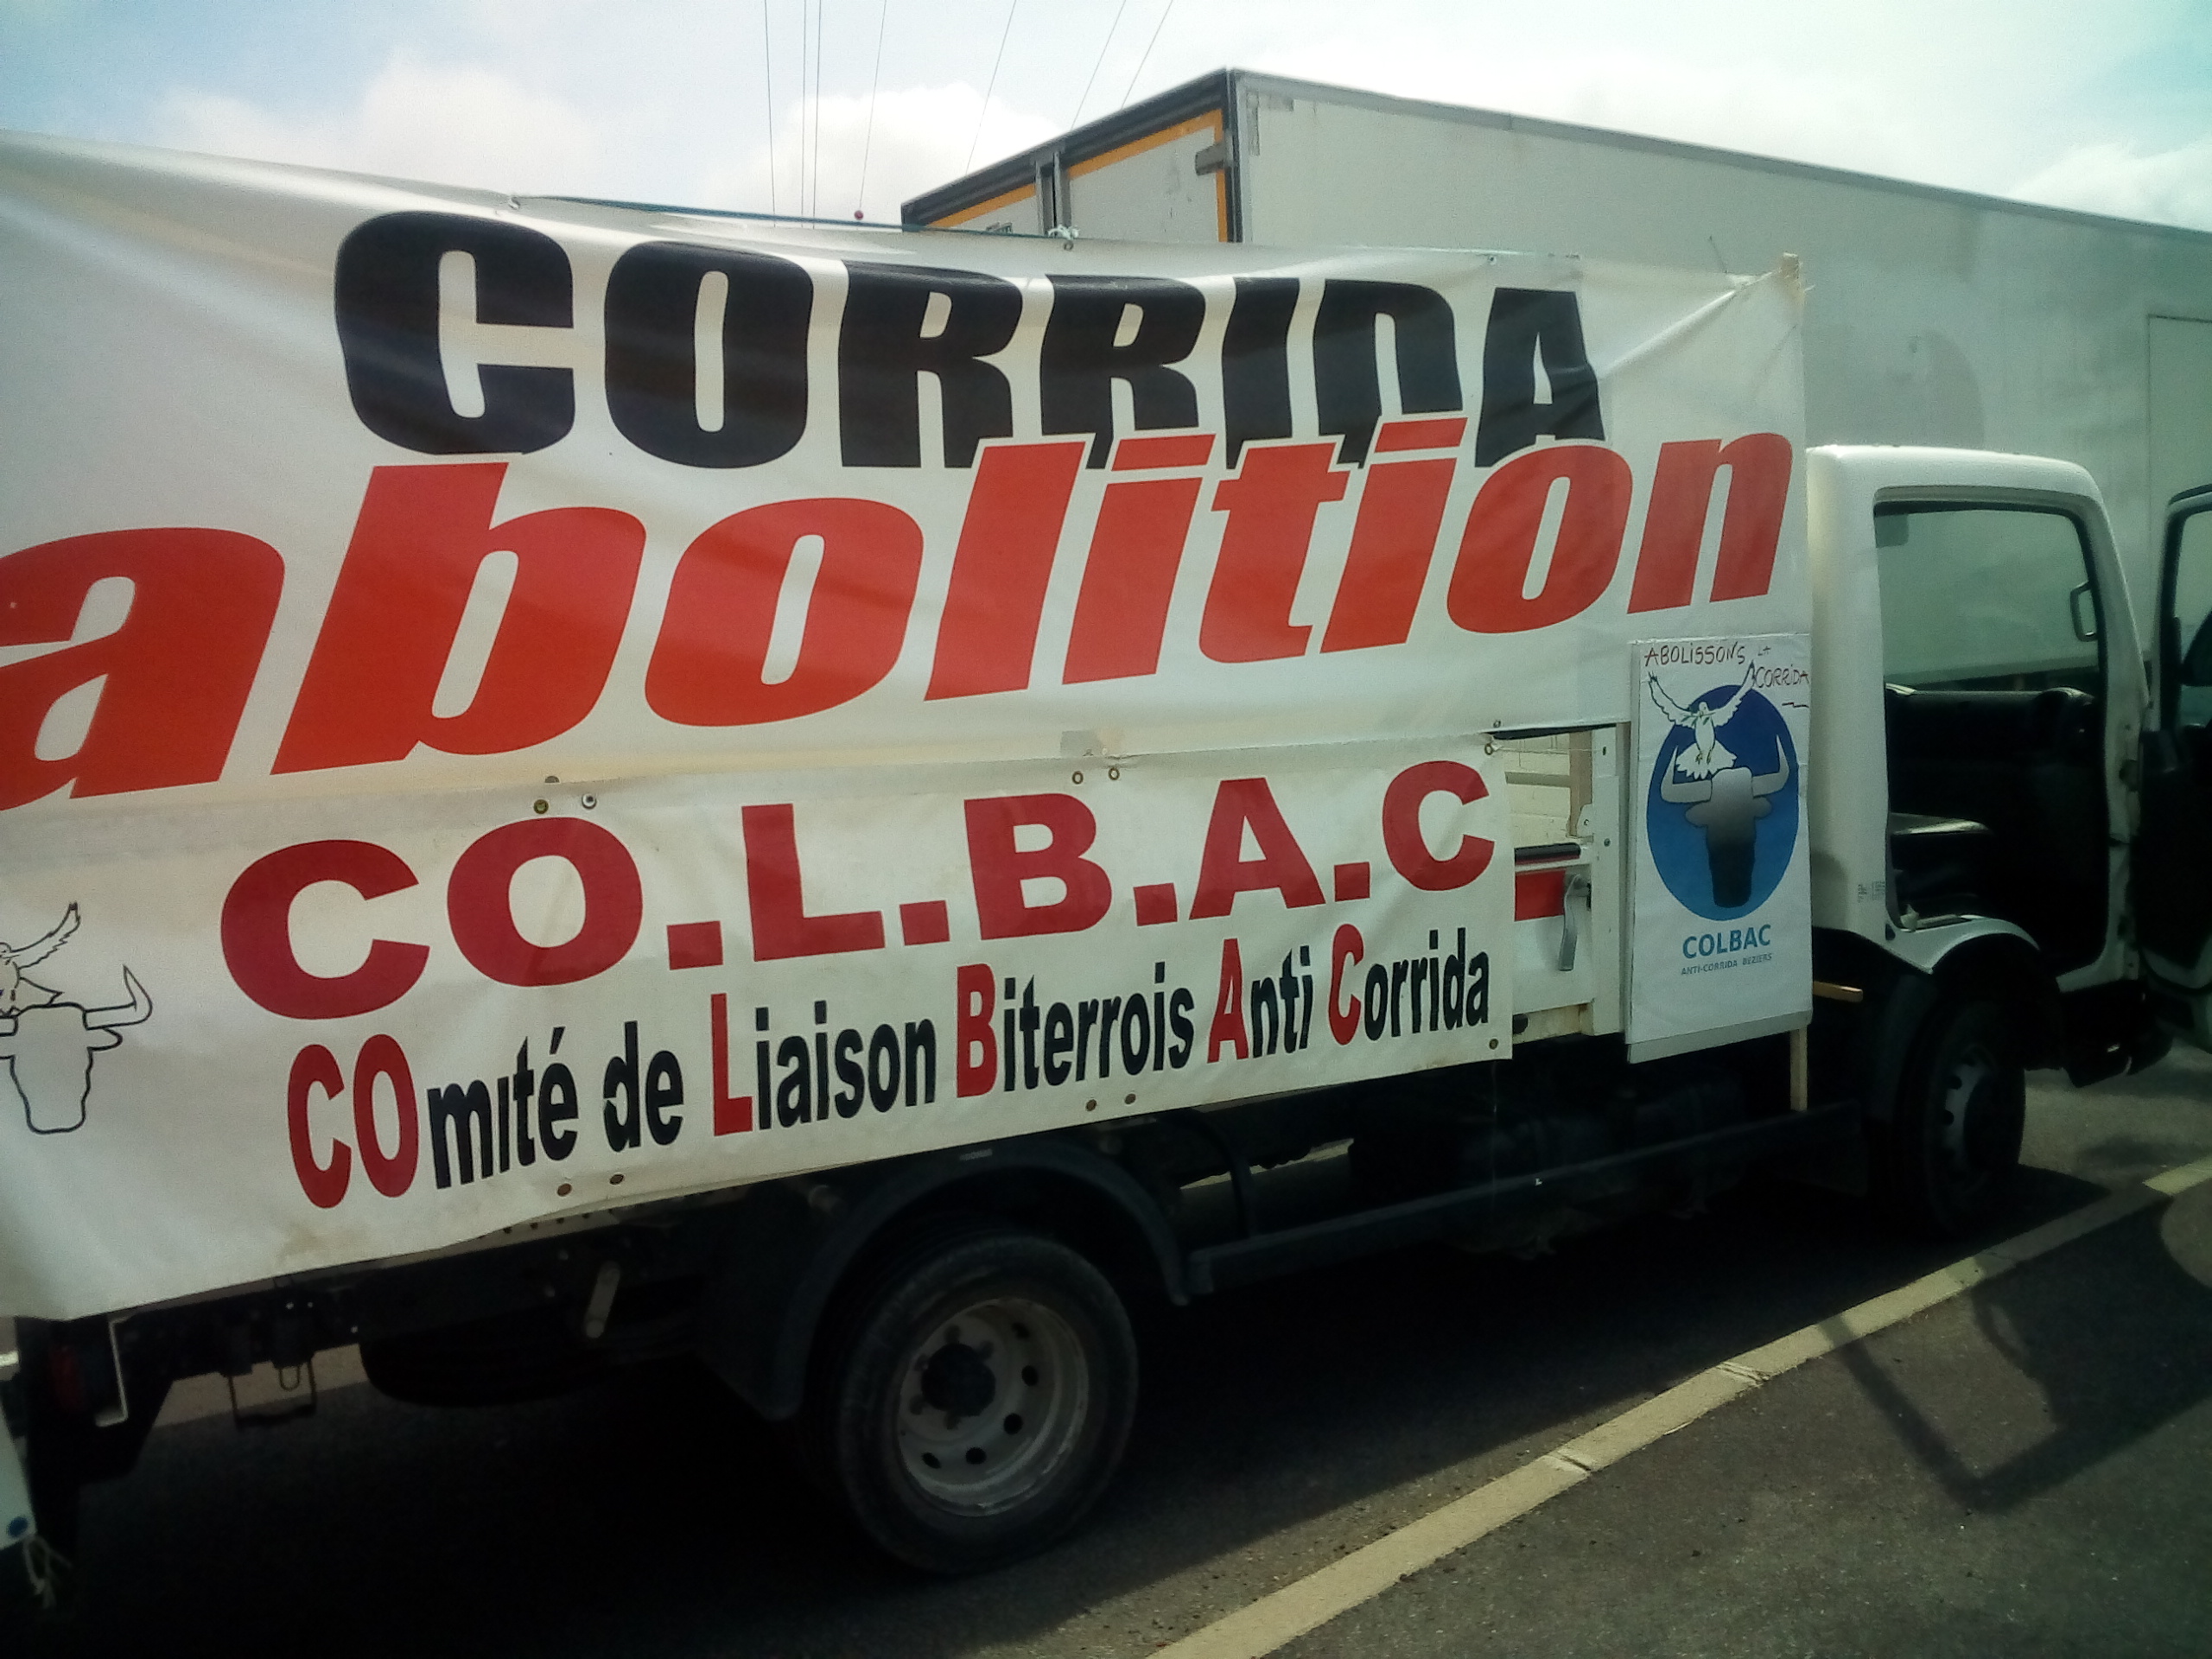 CORRIDA
abolition
CO.L.B.A.C
COmité de Liaison Biterrois Anti Corrida
ABOLISSONS LA
CORRIDA
COLBAC
ANTI-CORRIDA BEZIERS